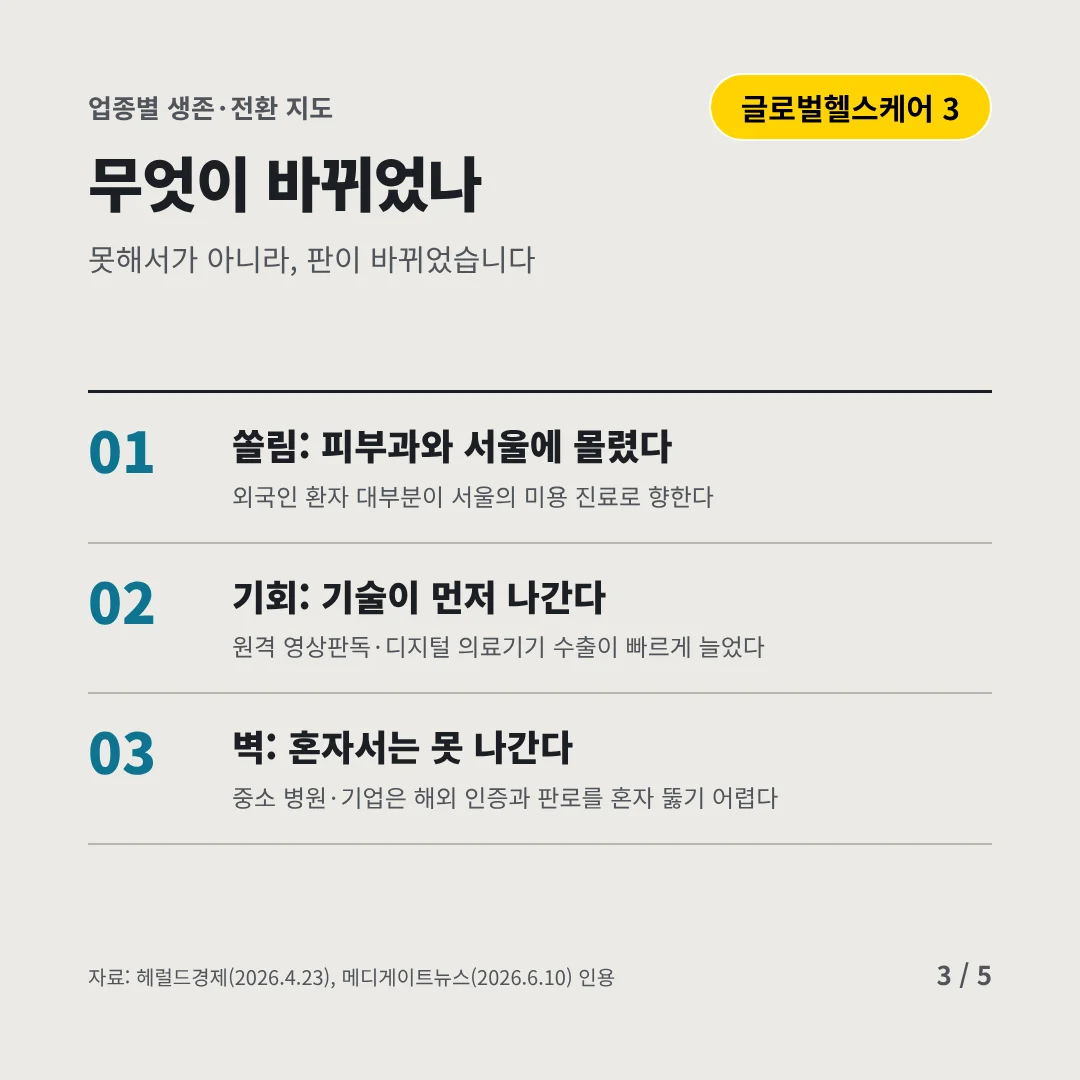 업종별 생존·전환 지도
글로벌헬스케어 3
무엇이 바뀌었나
못해서가 아니라, 판이 바뀌었습니다
01
쏠림: 피부과와 서울에 몰렸다
외국인 환자 대부분이 서울의 미용 진료로 향한다
02
기회: 기술이 먼저 나간다
원격 영상판독·디지털 의료기기 수출이 빠르게 늘었다
03
벽: 혼자서는 못 나간다
중소 병원·기업은 해외 인증과 판로를 혼자 뚫기 어렵다
자료: 헤럴드경제(2026.4.23), 메디게이트뉴스(2026.6.10) 인용
3 / 5